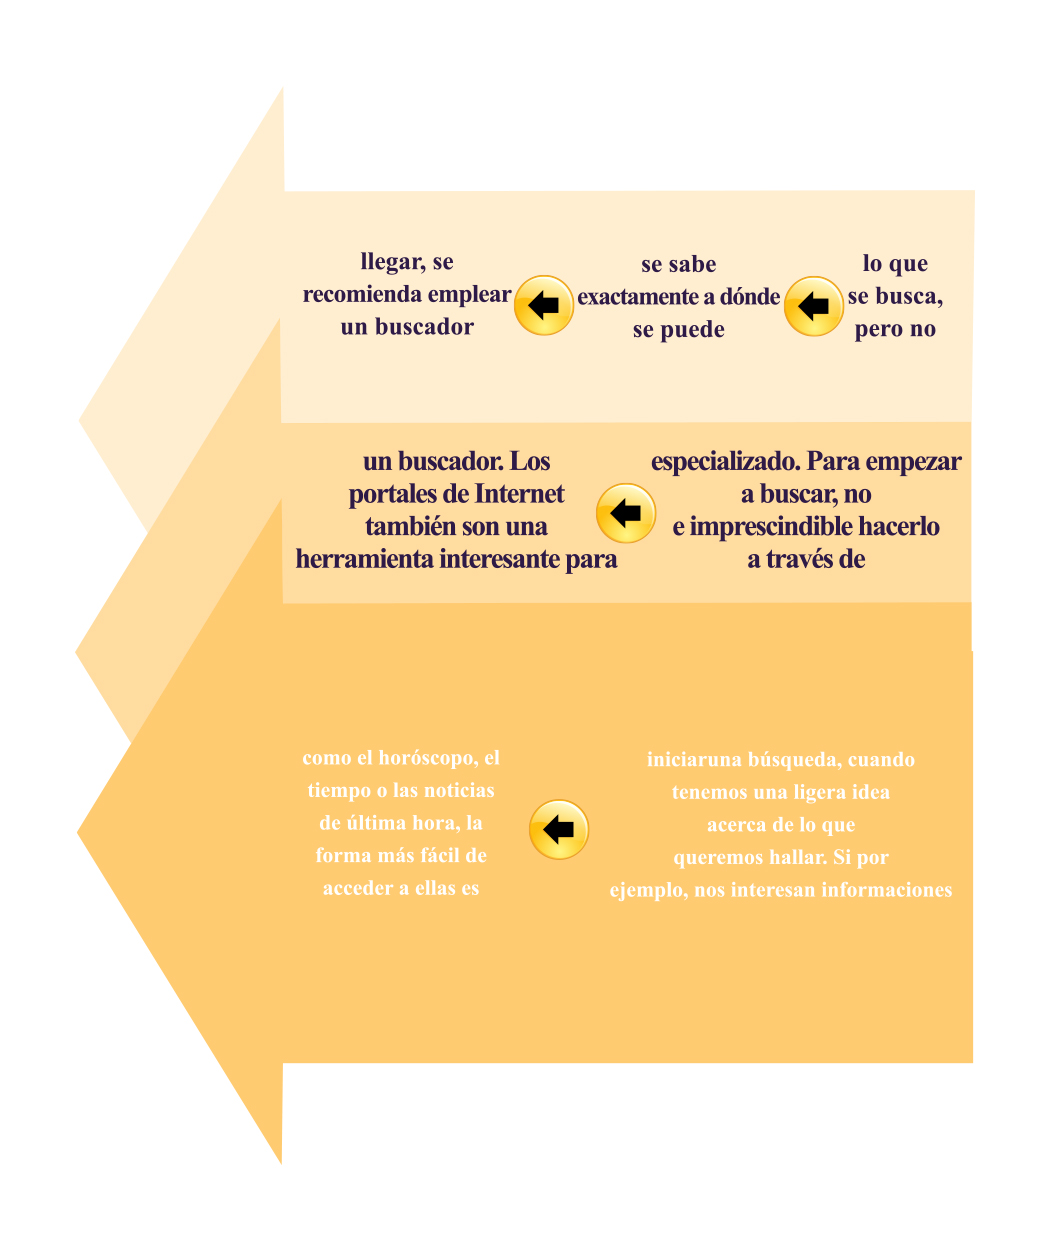 lo que
se busca,
pero no
se sabe
exactamente a dónde
se puede
llegar, se
recomienda emplear
un buscador
especializado. Para empezar
a buscar, no
e imprescindible hacerlo
a través de
un buscador. Los
portales de Internet
también son una
herramienta interesante para
iniciaruna búsqueda, cuando
tenemos una ligera idea
acerca de lo que
queremos hallar. Si por
ejemplo, nos interesan informaciones
como el horóscopo, el
tiempo o las noticias
de última hora, la
forma más fácil de
acceder a ellas es